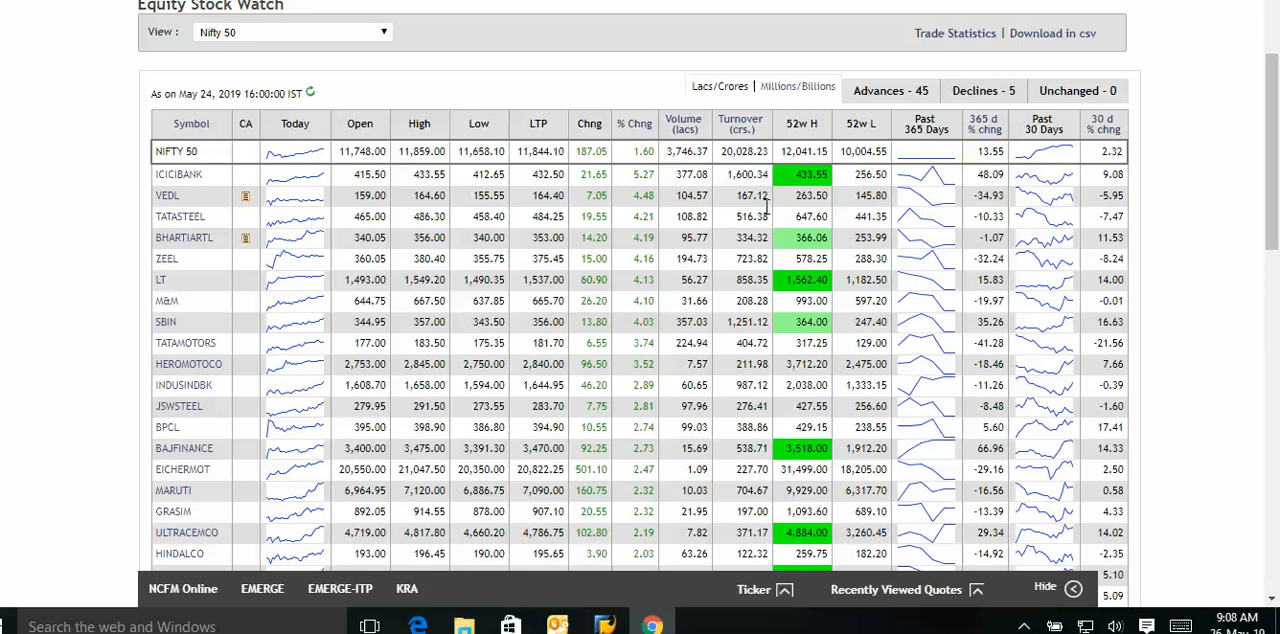 Equity Stock Watch
View : Nifty 50 Trade Statistics | Download in csv
As on May 24, 2019 16:00:00 IST Lacs/Crores | Millions/Billions Advances - 45 Declines - 5 Unchanged - 0
Symbol CA Today Open High Low LTP Chng % Chng Volume (lacs) Turnover (crs.) 52w H 52w L Past 365 Days 365 d % chng Past 30 Days 30 d % chng
NIFTY 50 11,748.00 11,859.00 11,658.10 11,844.10 187.05 1.60 3,746.37 20,028.23 12,041.15 10,004.55 13.55 2.32
ICICIBANK 415.50 433.55 412.65 432.50 21.65 5.27 377.08 1,600.34 433.55 256.50 48.09 9.08
VEDL 159.00 164.60 155.55 164.40 7.05 4.48 104.57 167.12 263.50 145.80 -34.93 -5.95
TATASTEEL 465.00 486.30 458.40 484.25 19.55 4.21 108.82 516.38 647.60 441.35 -10.33 -7.47
BHARTIARTL 340.05 356.00 340.00 353.00 14.20 4.19 95.77 334.32 366.06 253.99 -1.07 11.53
ZEEL 360.05 380.40 355.75 375.45 15.00 4.16 194.73 723.82 578.25 288.30 -32.24 -8.24
LT 1,491.00 1,549.20 1,490.35 1,537.00 60.90 4.13 56.27 858.35 1,562.40 1,182.50 15.83 14.00
M&M 644.75 667.50 637.85 665.70 26.20 4.10 31.66 208.28 993.00 597.20 -19.97 -0.01
SBIN 344.95 357.00 343.50 356.00 13.80 4.03 357.03 1,251.12 364.00 247.40 35.26 16.63
TATAMOTORS 177.00 183.50 175.35 181.76 6.55 3.74 224.94 404.72 317.25 129.00 -41.28 -21.56
HEROMOTOCO 2,753.00 2,845.00 2,750.00 2,840.00 96.50 3.52 7.57 211.98 3,712.20 2,475.00 -18.46 7.66
INDUSINDBK 1,608.70 1,658.00 1,594.00 1,644.95 46.20 2.89 60.65 987.12 2,038.00 1,333.15 -11.26 -0.39
JSWSTEEL 279.95 291.50 273.55 283.70 7.75 2.81 97.96 276.41 427.55 256.60 -8.48 -1.60
BPCL 395.00 398.90 386.80 394.90 10.55 2.74 99.03 388.86 429.15 238.55 5.60 17.41
BAJFINANCE 3,400.00 3,475.00 3,391.30 3,470.00 92.25 2.73 15.69 538.71 3,518.00 1,912.20 66.96 14.33
EICHERMOT 20,550.00 21,047.50 20,350.00 20,822.25 501.10 2.47 1.09 227.70 31,499.00 18,205.00 -29.16 2.50
MARUTI 6,964.95 7,120.00 6,886.75 7,090.00 160.75 2.32 10.03 704.67 9,929.00 6,317.70 -16.56 0.58
GRASIM 892.05 914.55 878.00 907.10 20.55 2.32 21.95 197.00 1,093.60 689.10 -13.39 4.33
ULTRACEMCO 4,719.00 4,817.80 4,660.20 4,786.75 102.80 2.19 7.82 371.17 4,884.00 3,260.45 29.34 14.02
HINDALCO 193.00 196.45 190.00 195.65 3.90 2.03 63.26 122.32 259.75 182.20 -14.92 -2.35
5.10
NCFM Online EMERGE EMERGE-ITP KRA Ticker Recently Viewed Quotes Hide
5.09
Search the web and Windows 9:08 AM